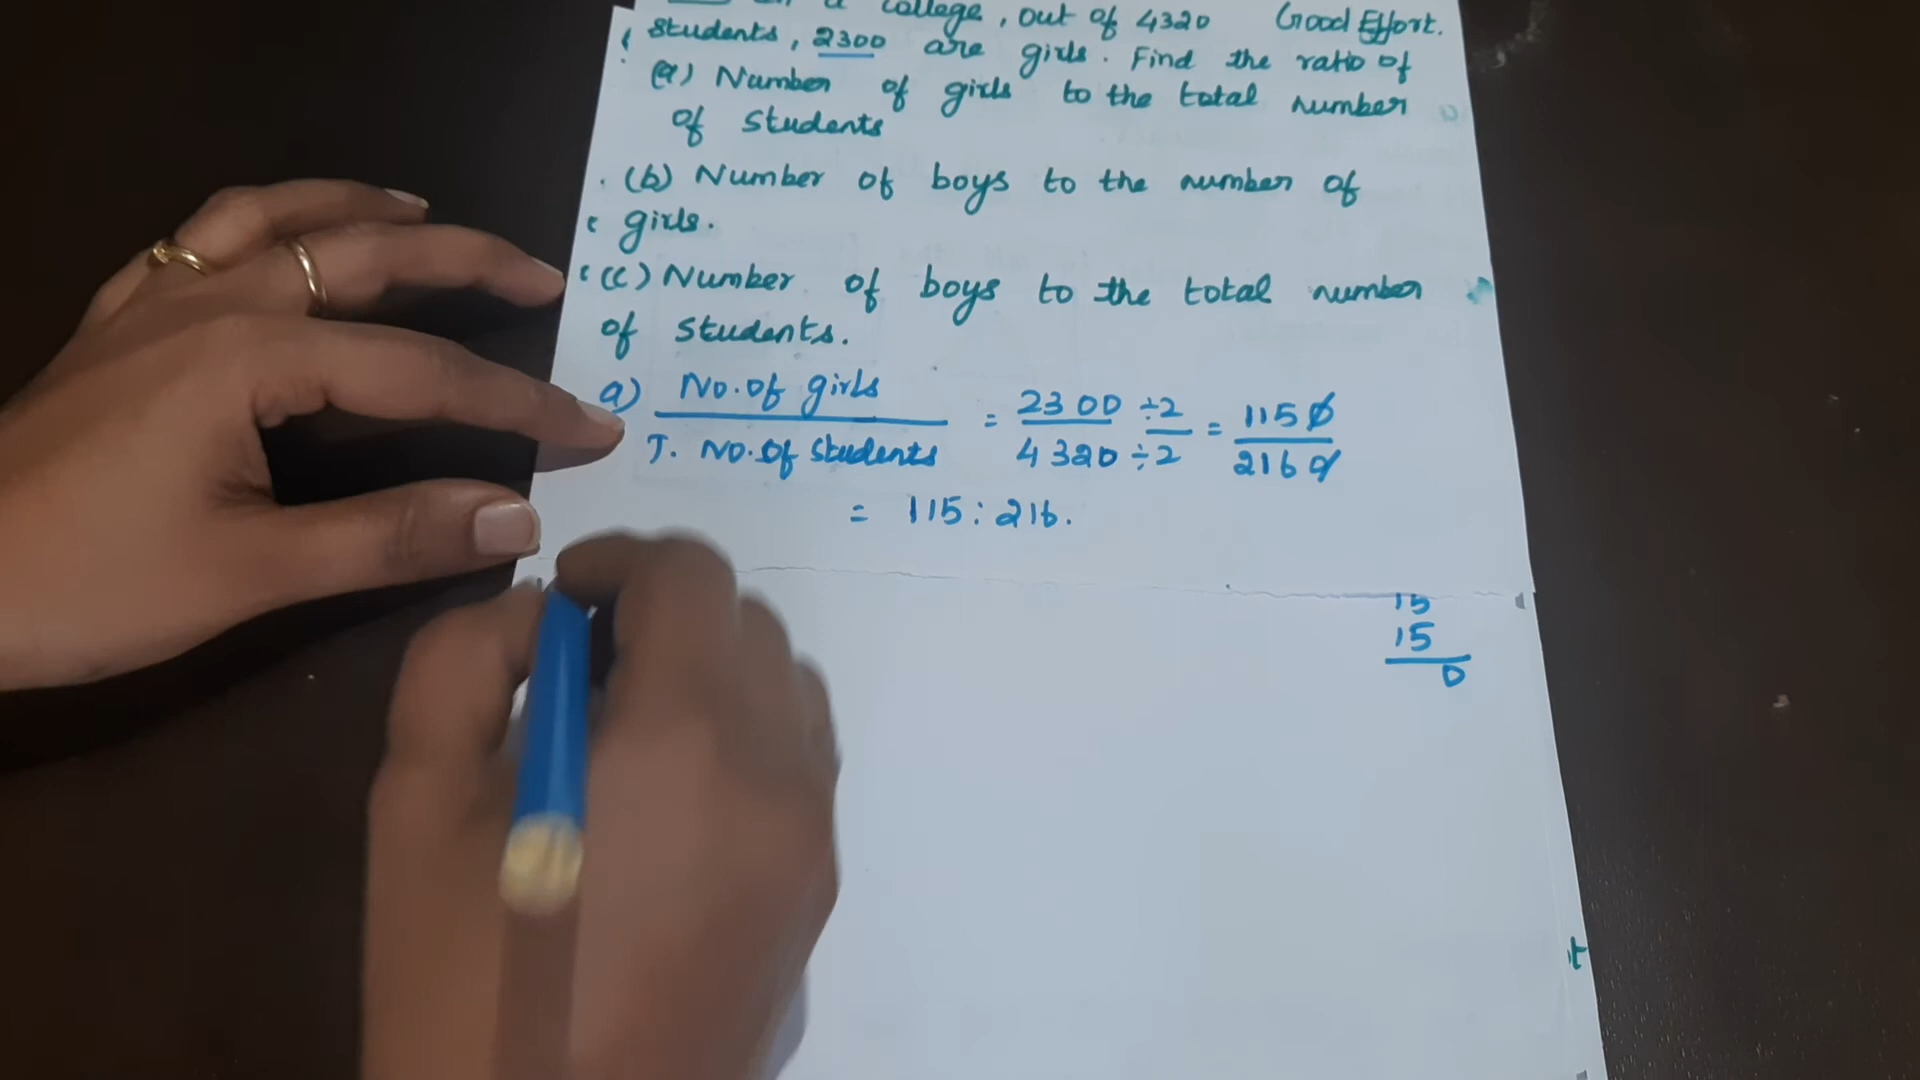 college, out of 4320 Good Effort.
students, 2300 are girls. Find the ratio of
(a) Number of girls to the total number
of students
(b) Number of boys to the number of
girls.
(c) Number of boys to the total number
of students.
a) No. of girls / T. No. of students = 2300 ÷2 / 4320 ÷2 = 1150 / 2160
= 115 : 216.
15
15
0
t